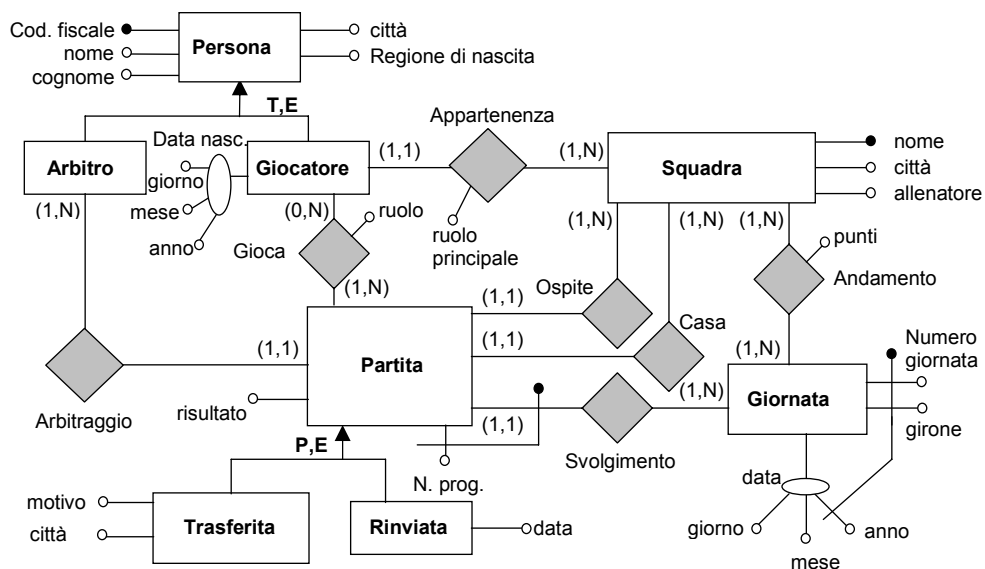 Cod. fiscale
nome
cognome
Persona
città
Regione di nascita
T,E
Appartenenza
Data nasc.
Arbitro
giorno
Giocatore
(1,1)
(1,N)
Squadra
nome
città
allenatore
(1,N)
mese
(0,N)
ruolo
ruolo
principale
(1,N)
(1,N)
(1,N)
punti
anno
Gioca
Andamento
(1,N)
Ospite
(1,1)
Casa
Numero
giornata
(1,1)
Partita
(1,1)
(1,N)
Arbitraggio
risultato
(1,1)
(1,N)
Giornata
girone
P,E
Svolgimento
N. prog.
data
motivo
città
Trasferita
Rinviata
data
giorno
anno
mese